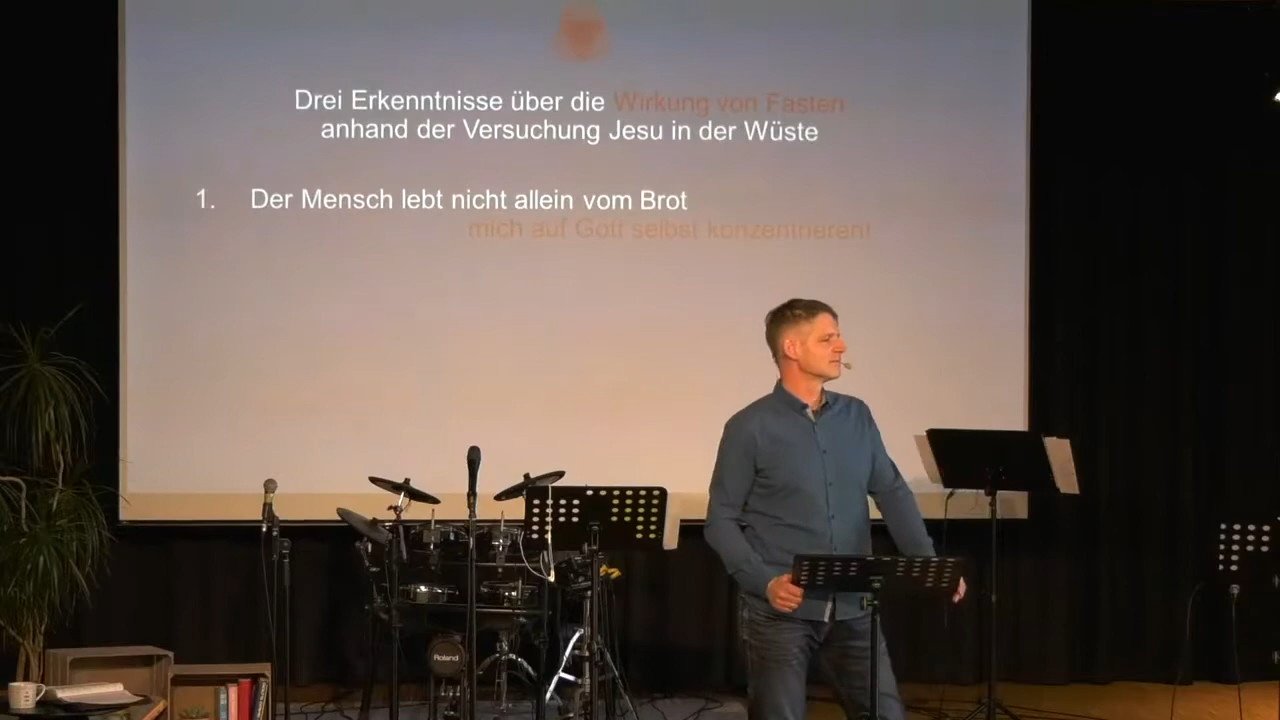 Drei Erkenntnisse über die Wirkung von Fasten
anhand der Versuchung Jesu in der Wüste
1. Der Mensch lebt nicht allein vom Brot
mich auf Gott selbst konzentrieren!
Roland